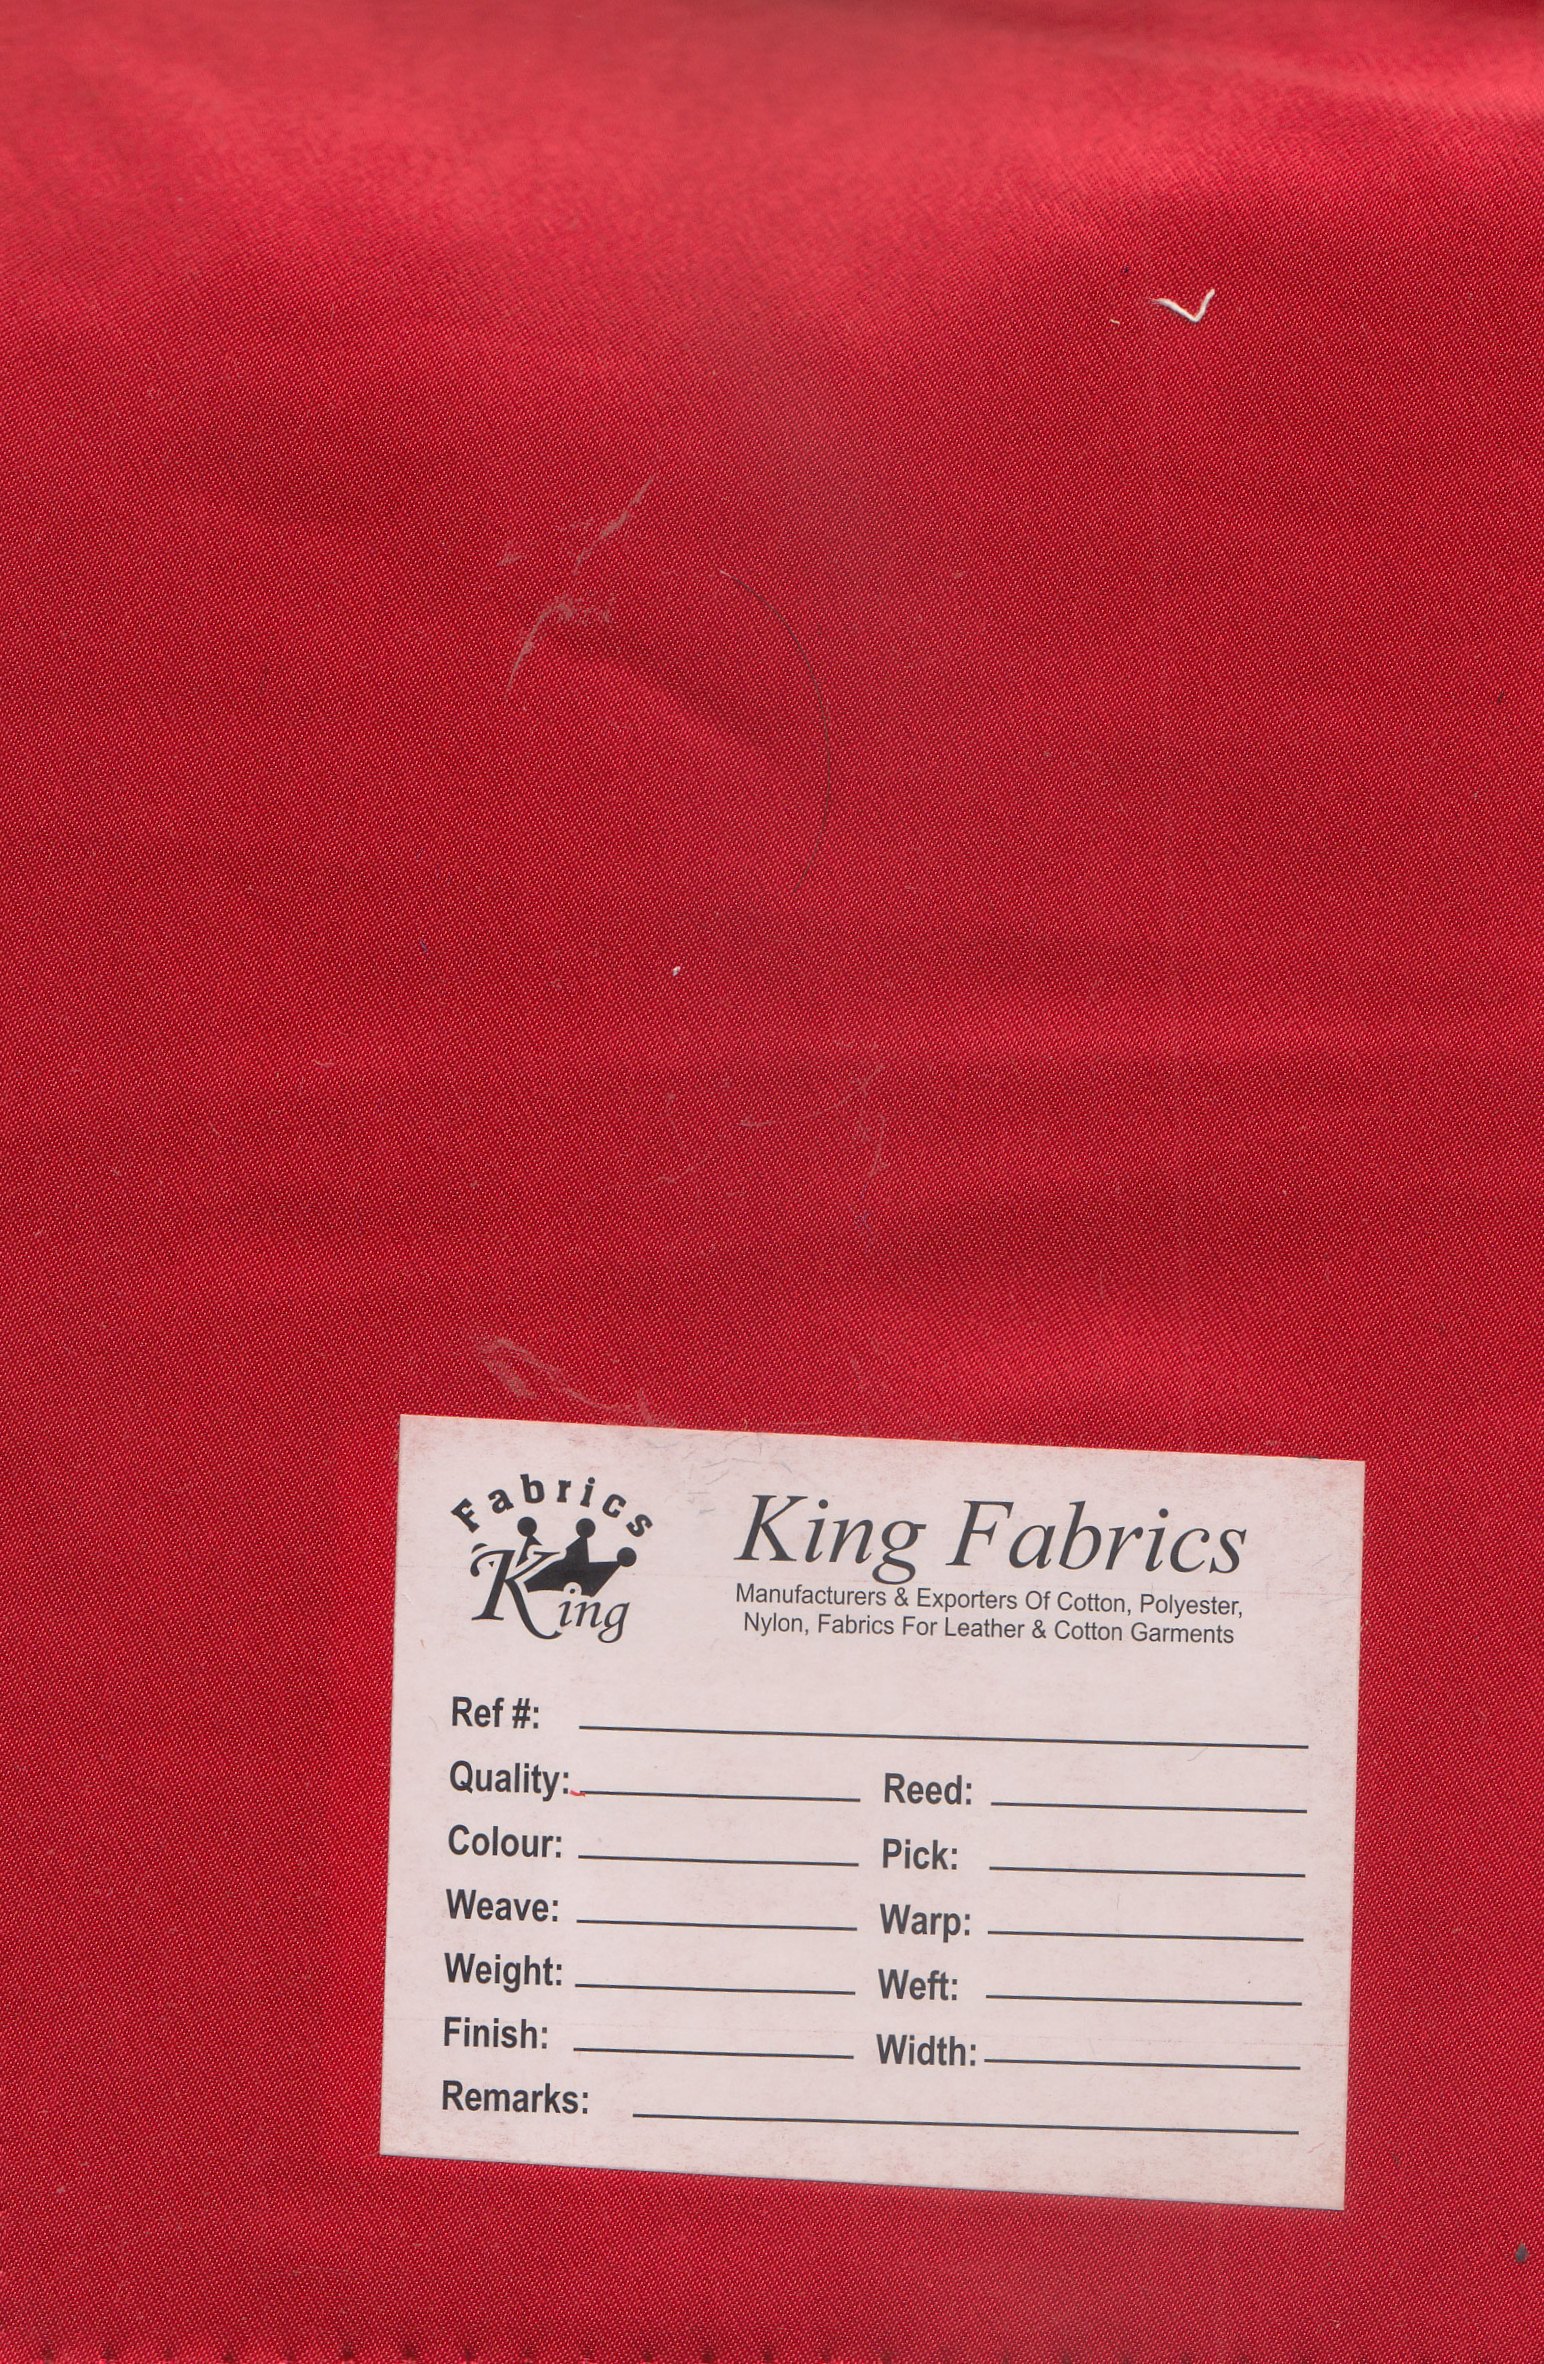 Fabrics
King
King Fabrics
Manufacturers & Exporters Of Cotton, Polyester,
Nylon, Fabrics For Leather & Cotton Garments
Ref #:
Quality: Reed:
Colour: Pick:
Weave: Warp:
Weight: Weft:
Finish: Width:
Remarks: